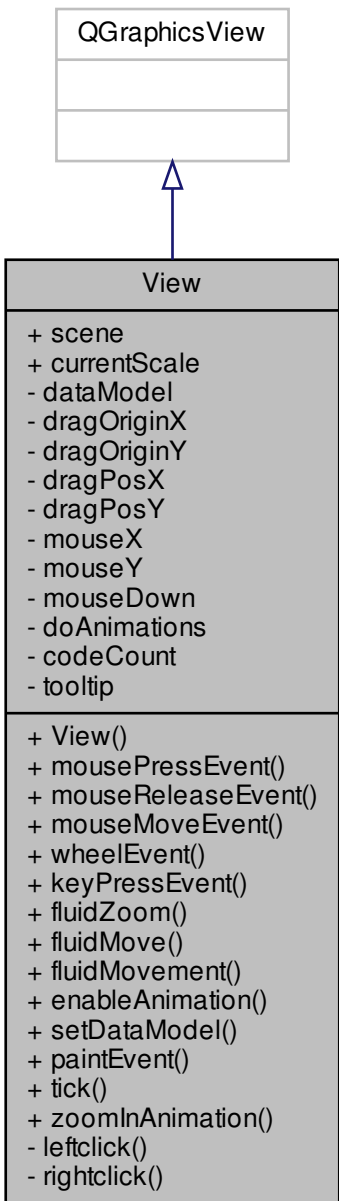 QGraphicsView
View
+ scene
+ currentScale
- dataModel
- dragOriginX
- dragOriginY
- dragPosX
- dragPosY
- mouseX
- mouseY
- mouseDown
- doAnimations
- codeCount
- tooltip
+ View()
+ mousePressEvent()
+ mouseReleaseEvent()
+ mouseMoveEvent()
+ wheelEvent()
+ keyPressEvent()
+ fluidZoom()
+ fluidMove()
+ fluidMovement()
+ enableAnimation()
+ setDataModel()
+ paintEvent()
+ tick()
+ zoomInAnimation()
- leftclick()
- rightclick()